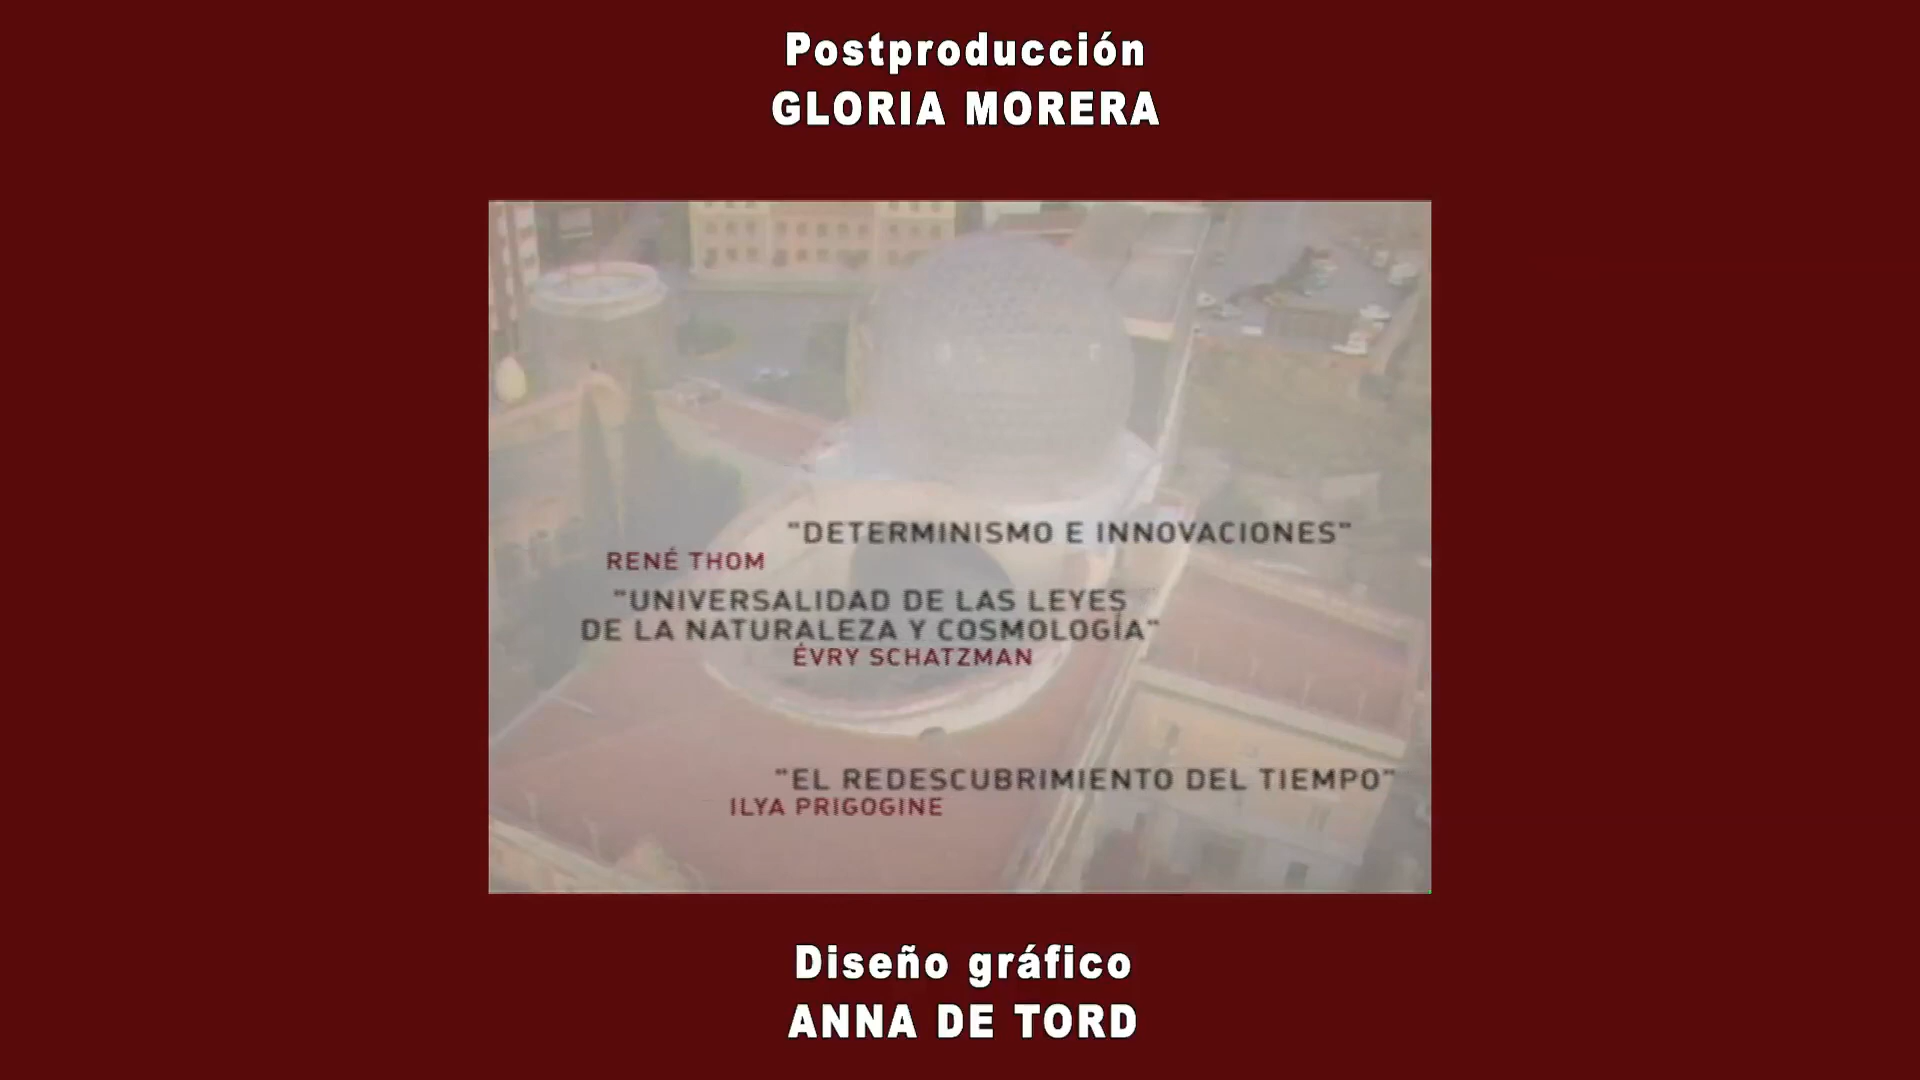 Postproducción
GLORIA MORERA
"DETERMINISMO E INNOVACIONES"
RENÉ THOM
"UNIVERSALIDAD DE LAS LEYES
DE LA NATURALEZA Y COSMOLOGÍA"
ÉVRY SCHATZMAN
"EL REDESCUBRIMIENTO DEL TIEMPO"
ILYA PRIGOGINE
Diseño gráfico
ANNA DE TORD